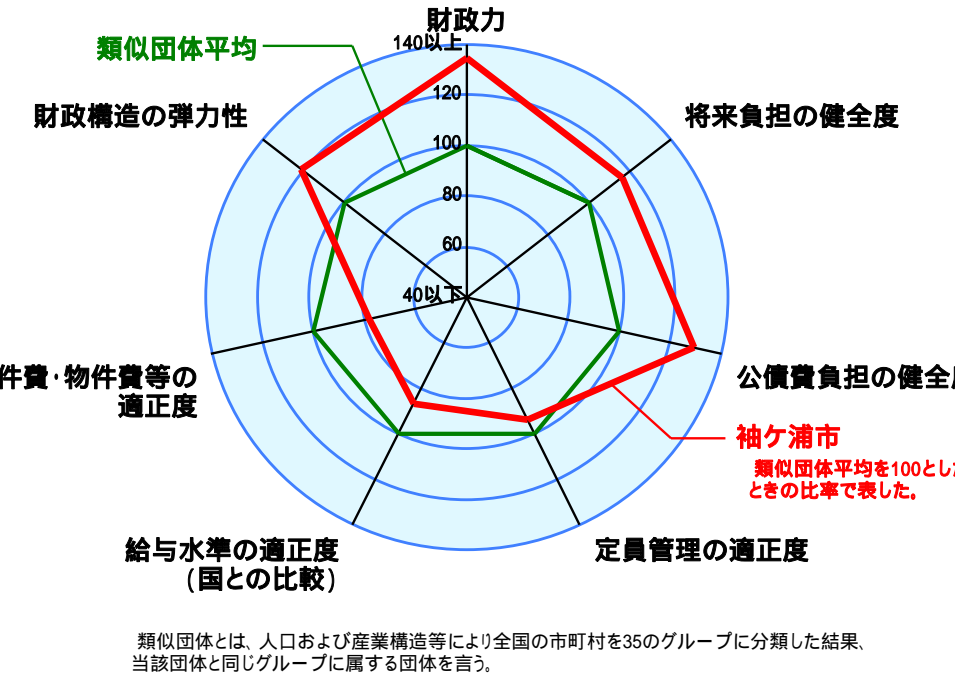 財政力
140以上
類似団体平均
120
財政構造の弾力性
将来負担の健全度
100
80
60
40以下
件費・物件費等の
適正度
公債費負担の健全度
袖ケ浦市
類似団体平均を100とした
ときの比率で表した。
給与水準の適正度
(国との比較)
定員管理の適正度
類似団体とは、人口および産業構造等により全国の市町村を35のグループに分類した結果、
当該団体と同じグループに属する団体を言う。